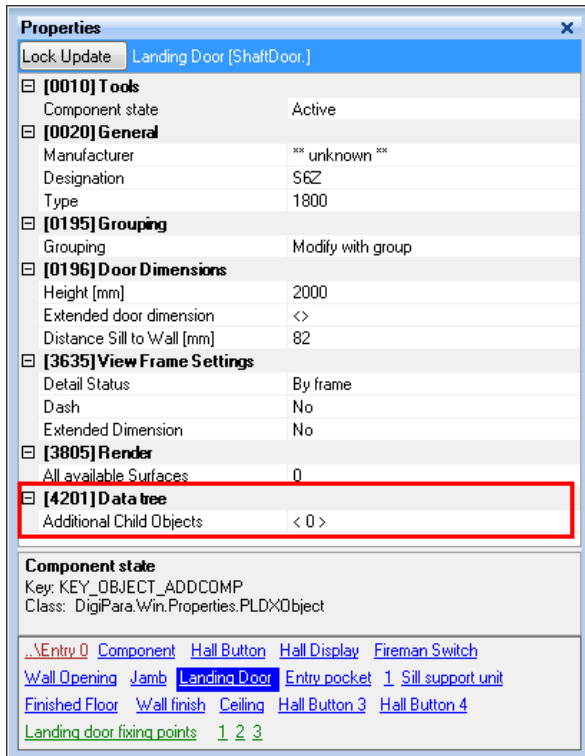 Properties x
Lock Update Landing Door [ShaftDoor.]
[0010] Tools
Component state Active
[0020] General
Manufacturer ** unknown **
Designation S6Z
Type 1800
[0195] Grouping
Grouping Modify with group
[0196] Door Dimensions
Height [mm] 2000
Extended door dimension <>
Distance Sill to Wall [mm] 82
[3635] View Frame Settings
Detail Status By frame
Dash No
Extended Dimension No
[3805] Render
All available Surfaces 0
[4201] Data tree
Additional Child Objects < 0 >
Component state
Key: KEY_OBJECT_ADDCOMP
Class: DigiPara.Win.Properties.PLDXObject
..\Entry 0 Component Hall Button Hall Display Fireman Switch
Wall Opening Jamb Landing Door Entry pocket 1 Sill support unit
Finished Floor Wall finish Ceiling Hall Button 3 Hall Button 4
Landing door fixing points 1 2 3